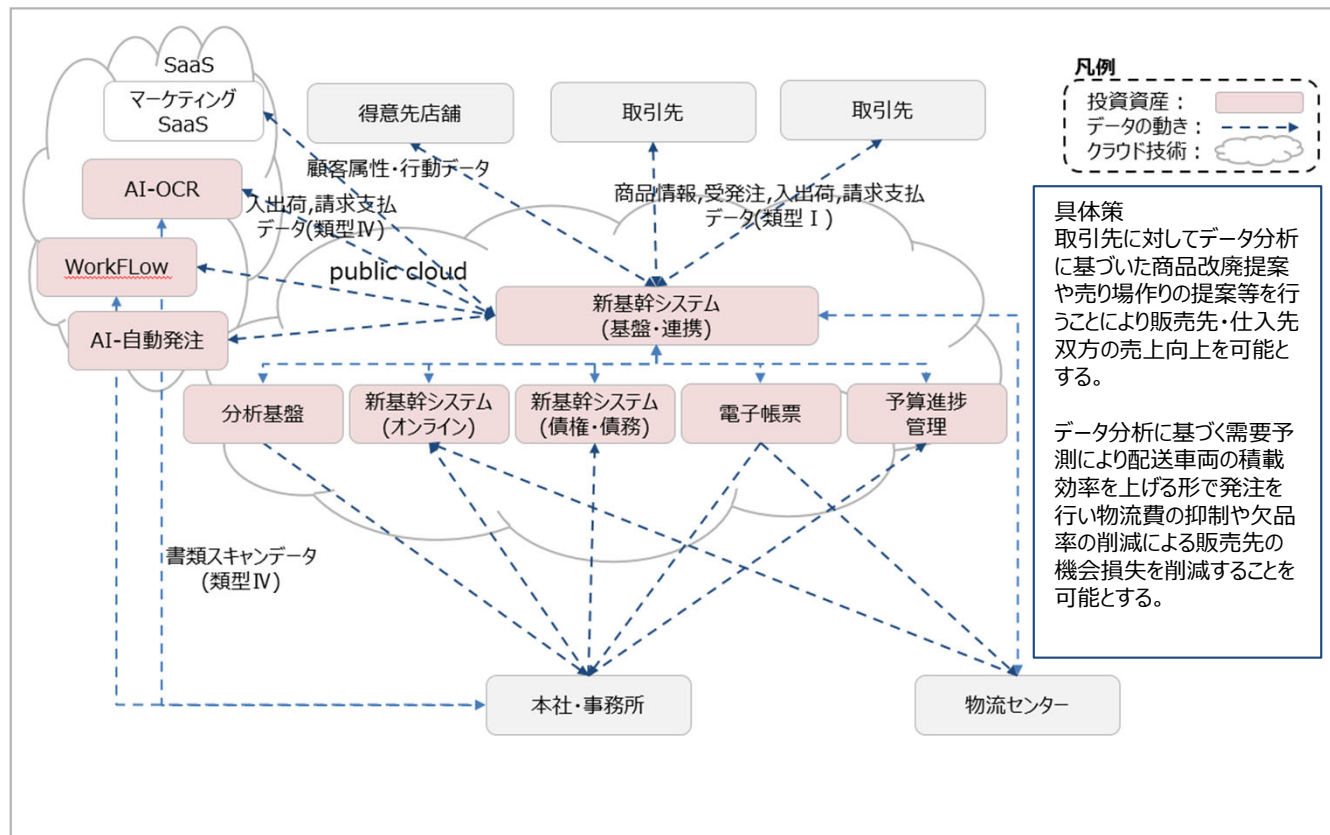 SaaS
マーケティング
SaaS
得意先店舗
取引先
取引先
凡例
投資資産：
データの動き：
クラウド技術：
顧客属性・行動データ
AI-OCR
入出荷,請求支払
データ(類型Ⅳ)
商品情報,受発注,入出荷,請求支払
データ(類型Ⅰ)
WorkFLow
public cloud
AI-自動発注
新基幹システム
(基盤・連携)
分析基盤
新基幹システム
(オンライン)
新基幹システム
(債権・債務)
電子帳票
予算進捗
管理
書類スキャンデータ
(類型Ⅳ)
本社・事務所
物流センター
具体策
取引先に対してデータ分析
に基づいた商品改廃提案
や売り場作りの提案等を行
うことにより販売先・仕入先
双方の売上向上を可能と
する。
データ分析に基づく需要予
測により配送車両の積載
効率を上げる形で発注を
行い物流費の抑制や欠品
率の削減による販売先の
機会損失を削減することを
可能とする。